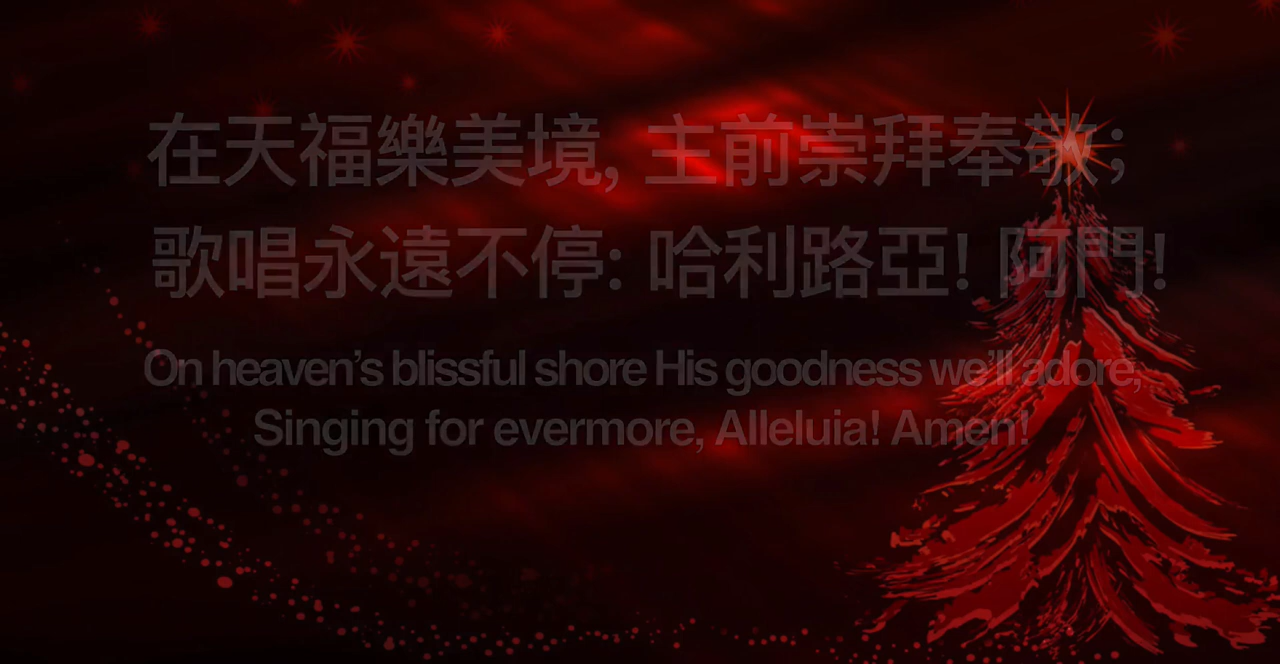 在天福樂美境, 主前崇拜奉敬;
歌唱永遠不停: 哈利路亞! 阿門!
On heaven’s blissful shore His goodness we’ll adore,
Singing for evermore, Alleluia! Amen!